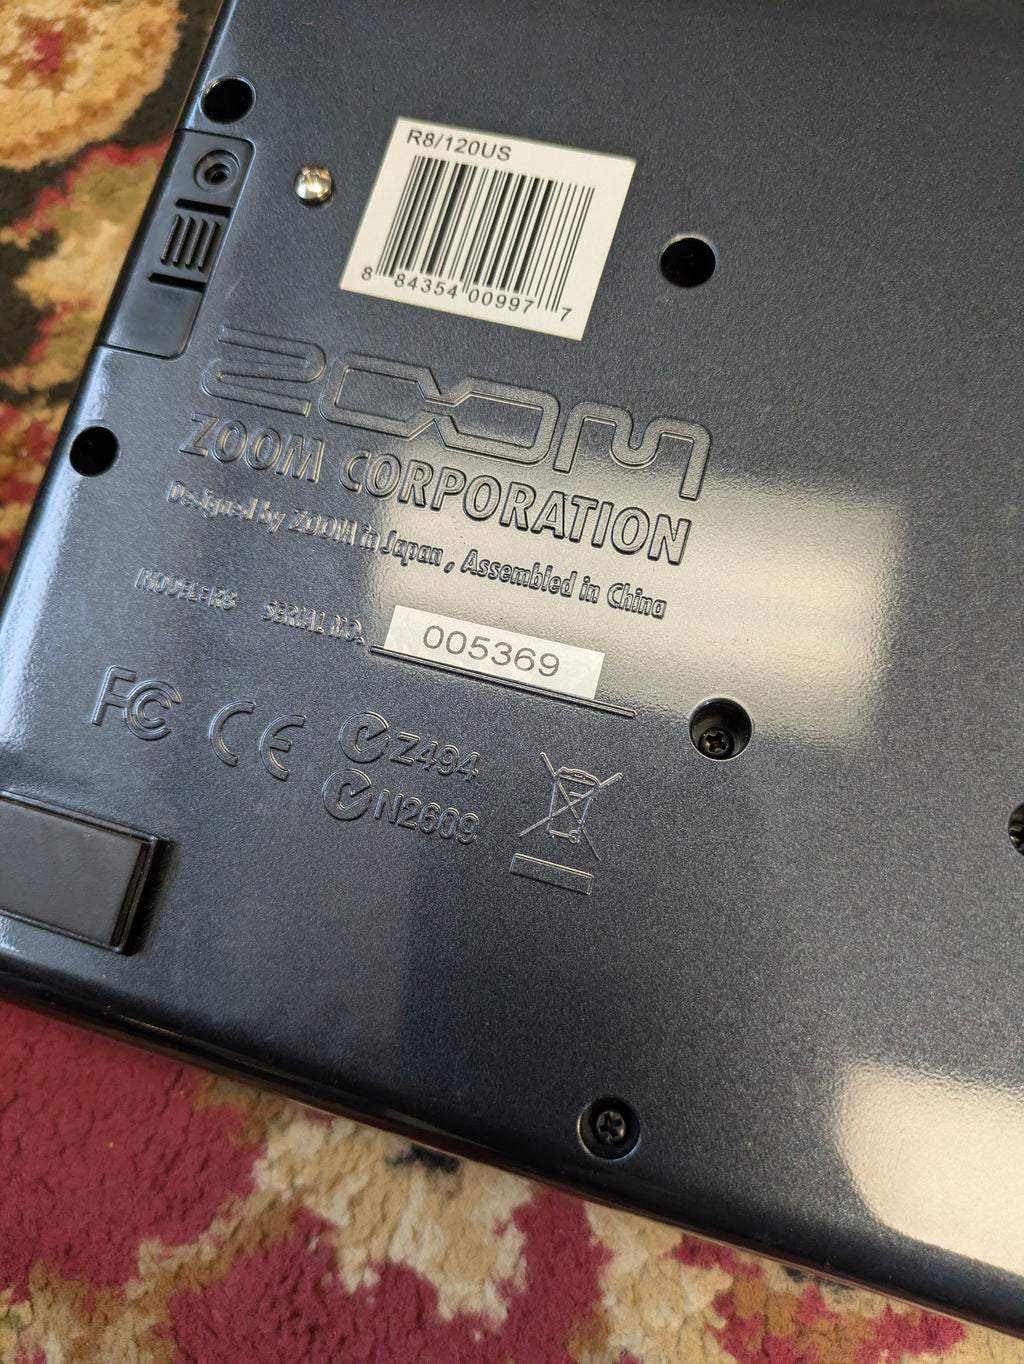 R8/120US
8 84354 00997 7
ZOOM
ZOOM CORPORATION
Designed by ZOOM in Japan , Assembled in China
MODEL: R8 SERIAL NO. 005369
FC CE Z494
N2609